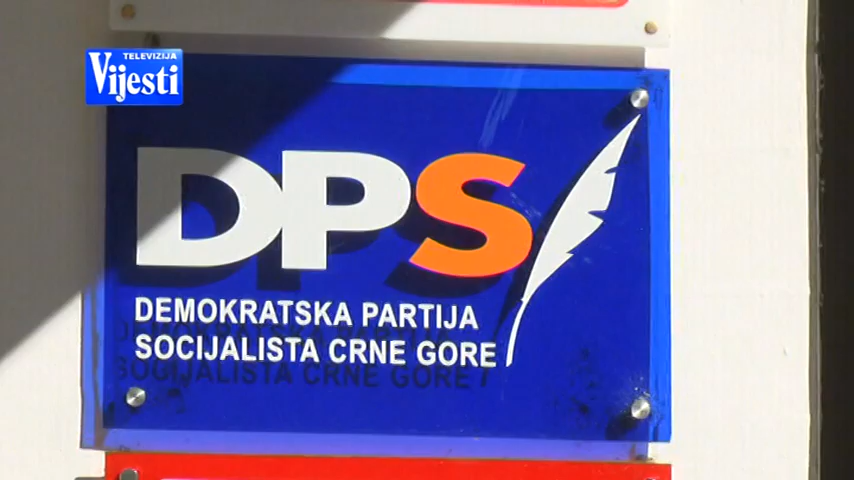 TELEVIZIJA
Vijesti
DPS
DEMOKRATSKA PARTIJA
SOCIJALISTA CRNE GORE